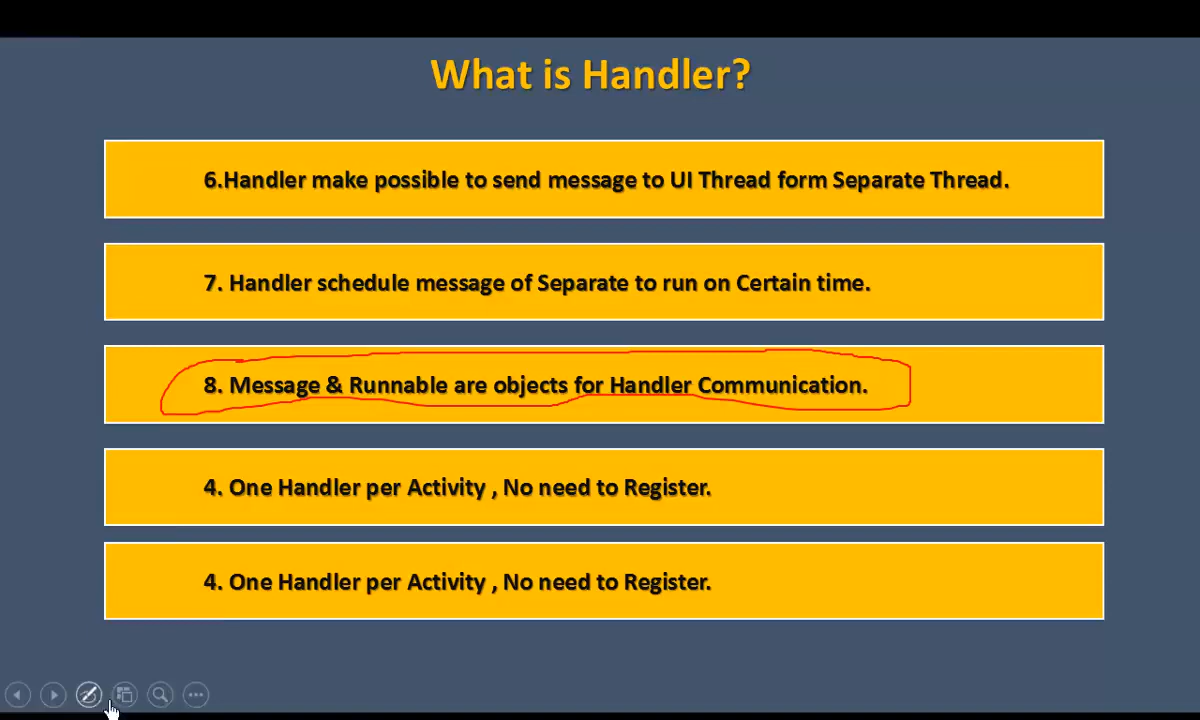 What is Handler?
6.Handler make possible to send message to UI Thread form Separate Thread.
7. Handler schedule message of Separate to run on Certain time.
8. Message & Runnable are objects for Handler Communication.
4. One Handler per Activity , No need to Register.
4. One Handler per Activity , No need to Register.